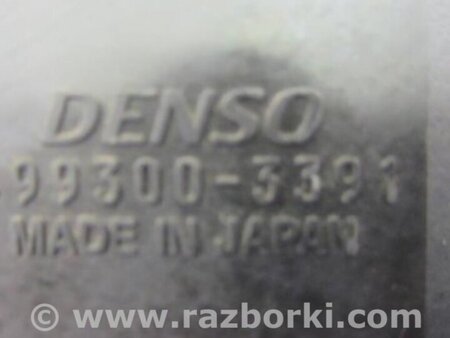 DENSO
99300-3391
MADE IN JAPAN
© www.razborki.com